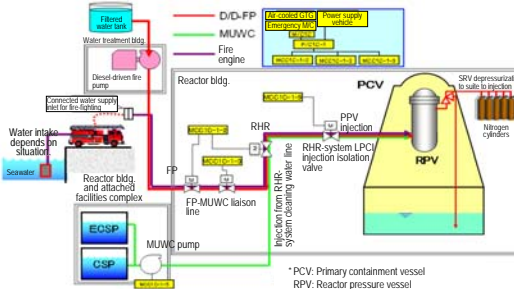 Filtered
water tank
D/D-FP
MUWC
Fire
engine
Air-cooled GTG
Emergency M/C
Power supply
vehicle
Water treatment bldg.
Diesel-driven fire
pump
Reactor bldg.
PCV
SRV depressurization
to suite to injection
Nitrogen
cylinders
Connected water supply
inlet for fire-fighting
Water intake
depends on
situation.
Seawater
Reactor bldg.
and attached
facilities complex
FP
FP-MUWC liaison
line
RHR
PPV
injection
RHR-system LPCI
injection isolation
valve
RPV
Injection from RHR-
system cleaning water line
ECSP
CSP
MUWC pump
* PCV: Primary containment vessel
RPV: Reactor pressure vessel